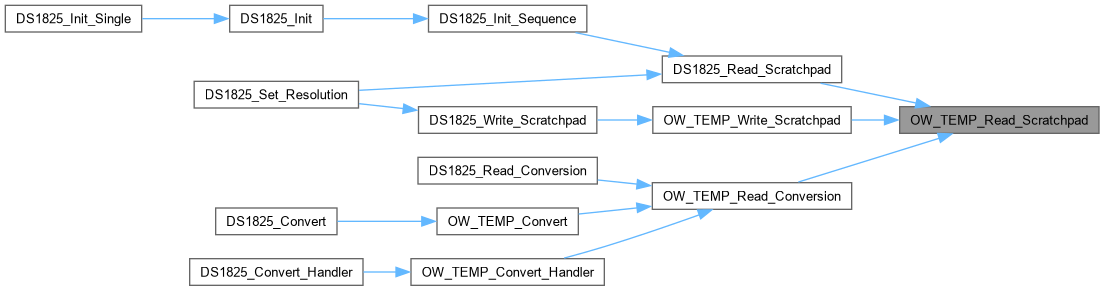 DS1825_Init_Single
DS1825_Init
DS1825_Init_Sequence
DS1825_Read_Scratchpad
DS1825_Set_Resolution
DS1825_Write_Scratchpad
OW_TEMP_Write_Scratchpad
OW_TEMP_Read_Scratchpad
DS1825_Read_Conversion
OW_TEMP_Read_Conversion
DS1825_Convert
OW_TEMP_Convert
DS1825_Convert_Handler
OW_TEMP_Convert_Handler